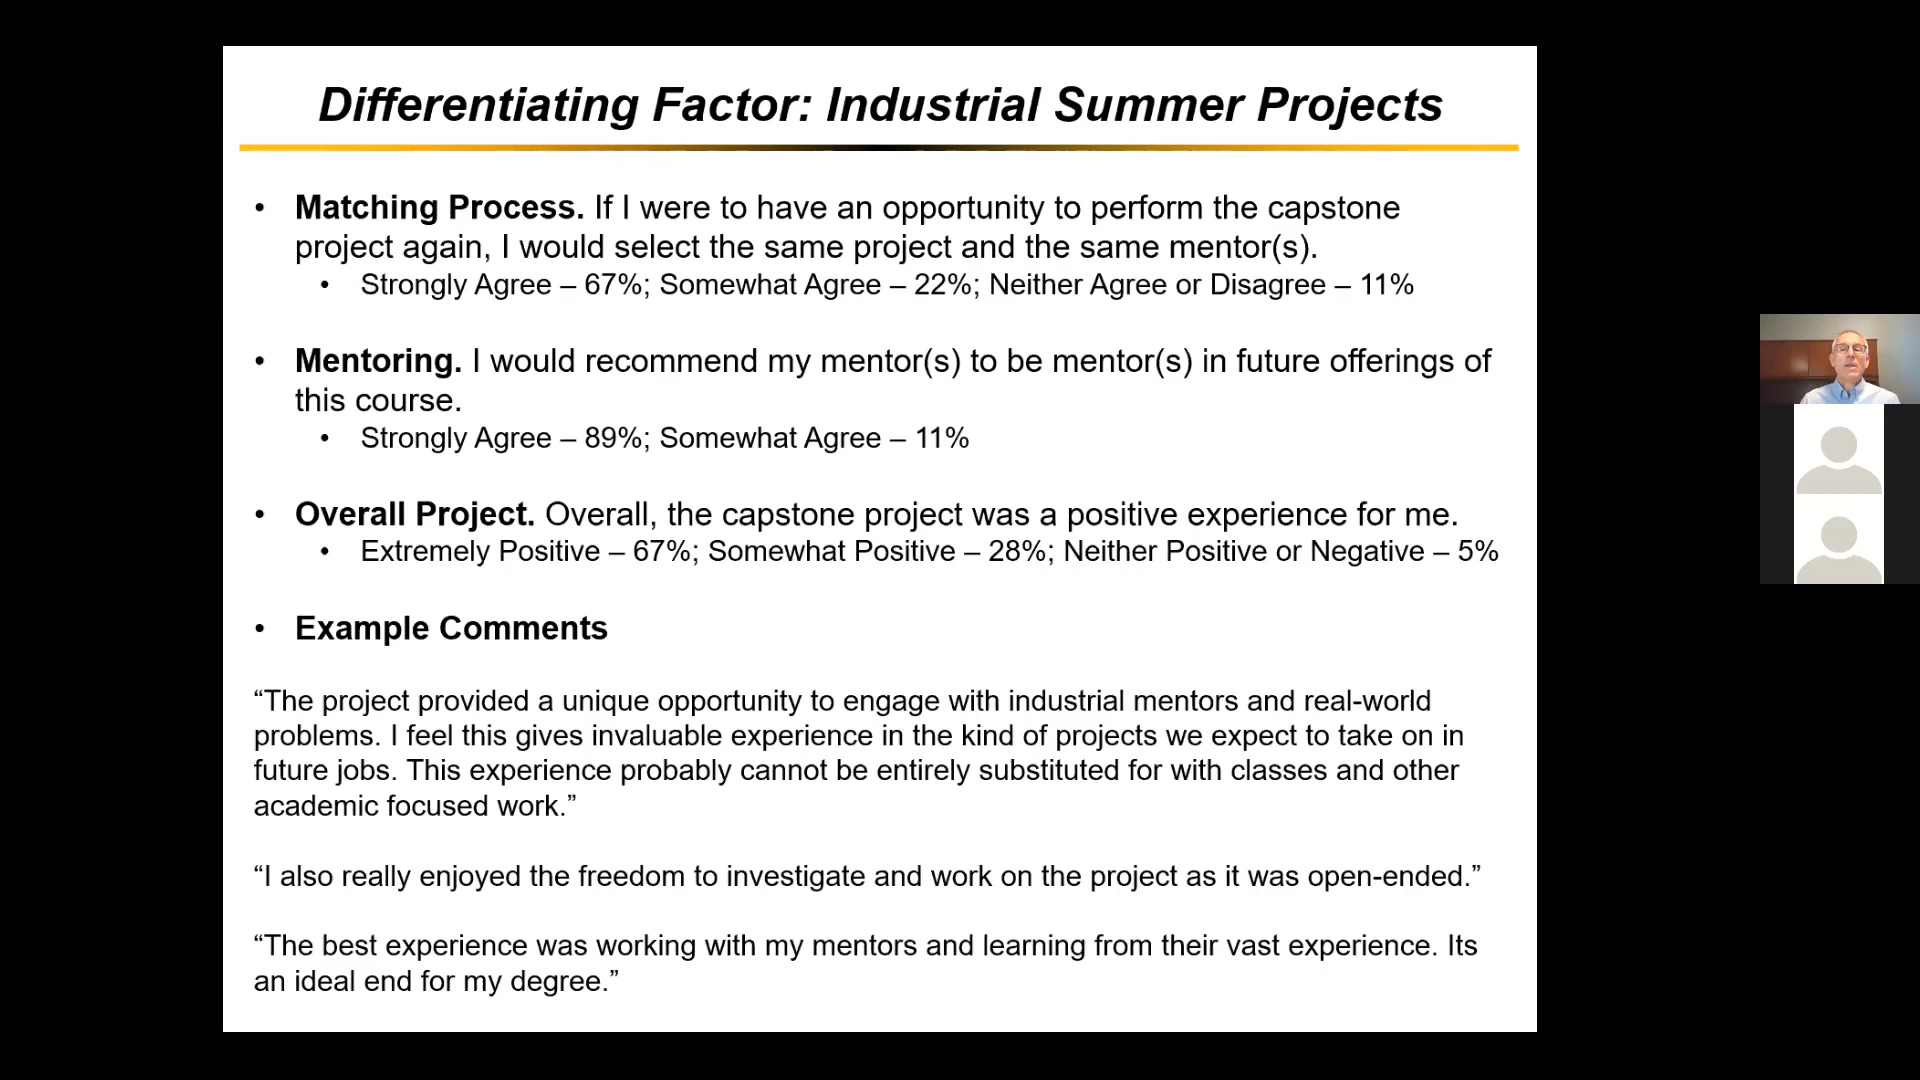 Differentiating Factor: Industrial Summer Projects
• Matching Process. If I were to have an opportunity to perform the capstone
project again, I would select the same project and the same mentor(s).
• Strongly Agree – 67%; Somewhat Agree – 22%; Neither Agree or Disagree – 11%
• Mentoring. I would recommend my mentor(s) to be mentor(s) in future offerings of
this course.
• Strongly Agree – 89%; Somewhat Agree – 11%
• Overall Project. Overall, the capstone project was a positive experience for me.
• Extremely Positive – 67%; Somewhat Positive – 28%; Neither Positive or Negative – 5%
• Example Comments
“The project provided a unique opportunity to engage with industrial mentors and real-world
problems. I feel this gives invaluable experience in the kind of projects we expect to take on in
future jobs. This experience probably cannot be entirely substituted for with classes and other
academic focused work.”
“I also really enjoyed the freedom to investigate and work on the project as it was open-ended.”
“The best experience was working with my mentors and learning from their vast experience. Its
an ideal end for my degree.”